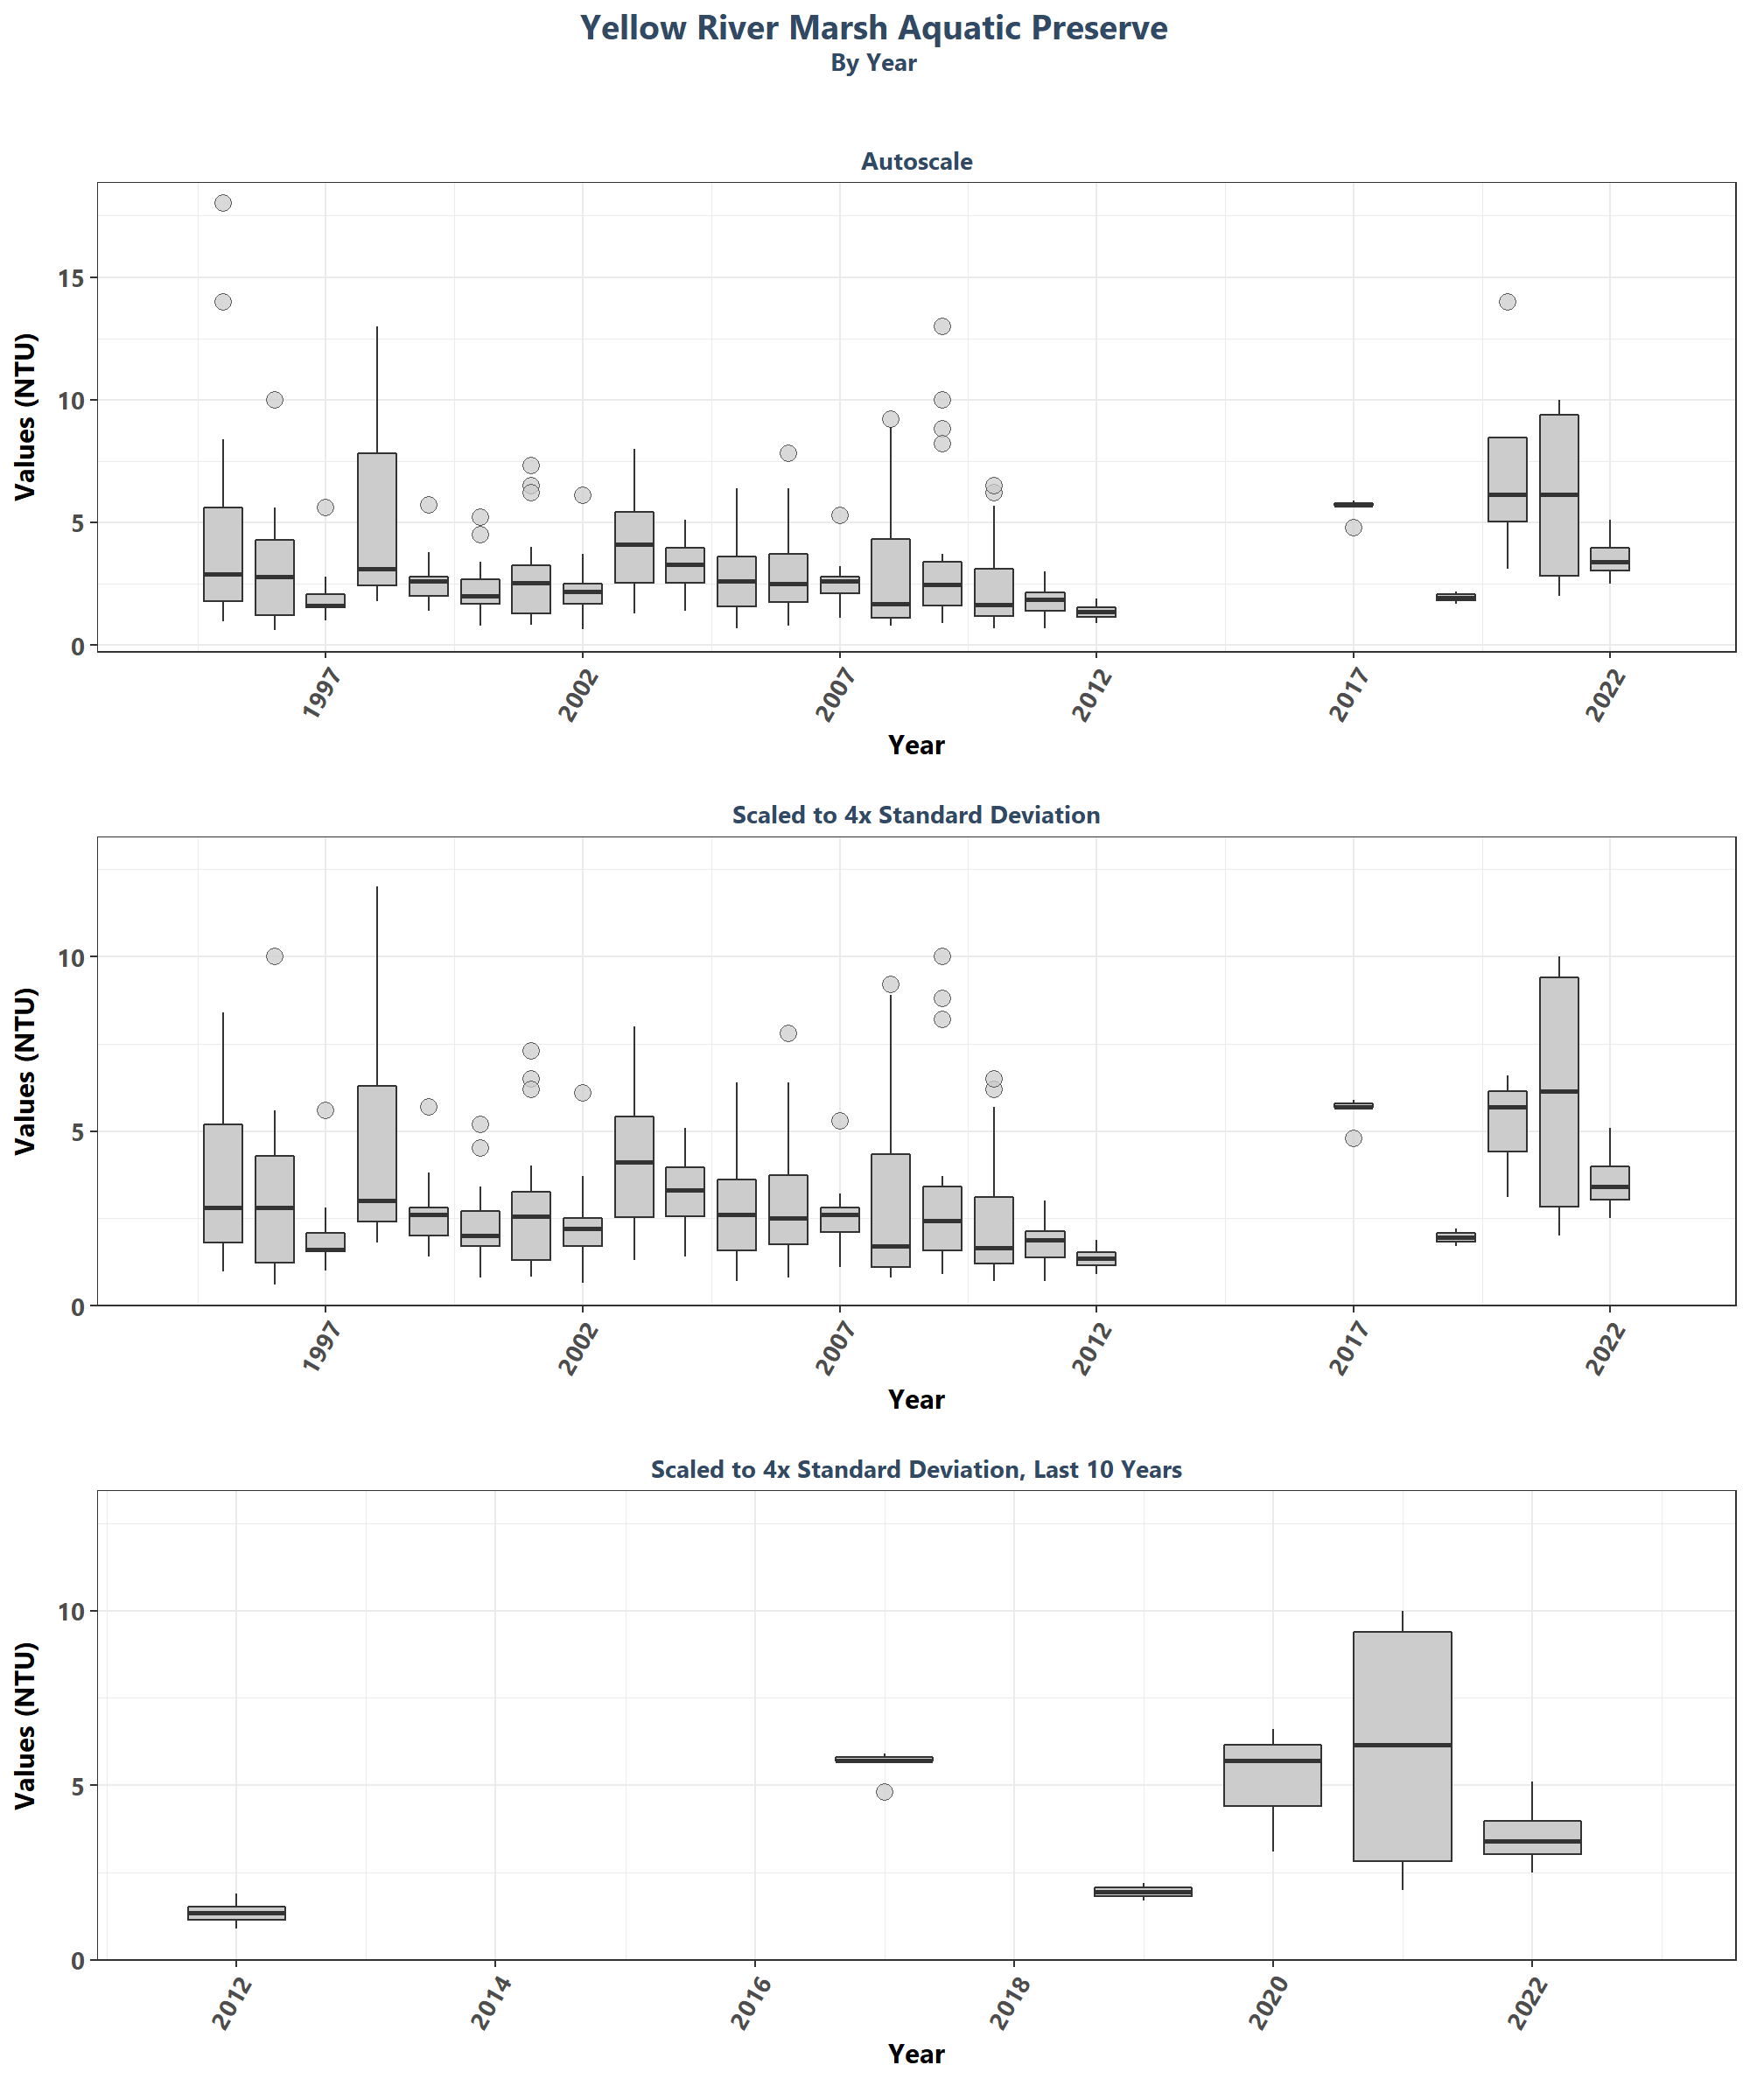 Yellow River Marsh Aquatic Preserve
By Year
Autoscale
Values (NTU)
15
10
5
0
1997 2002 2007 2012 2017 2022
Year
Scaled to 4x Standard Deviation
Values (NTU)
10
5
0
1997 2002 2007 2012 2017 2022
Year
Scaled to 4x Standard Deviation, Last 10 Years
Values (NTU)
10
5
0
2012 2014 2016 2018 2020 2022
Year